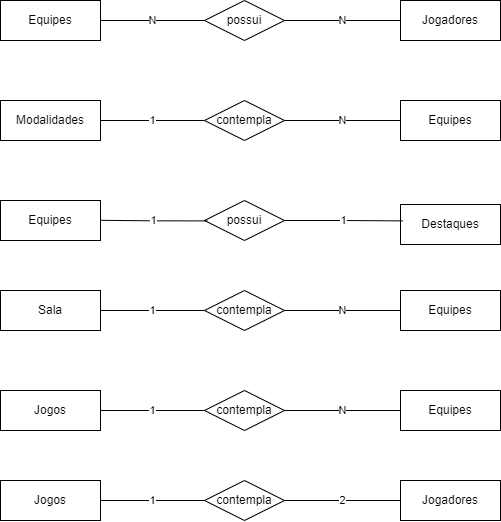 Equipes N possui N Jogadores
Modalidades 1 contempla N Equipes
Equipes 1 possui 1 Destaques
Sala 1 contempla N Equipes
Jogos 1 contempla N Equipes
Jogos 1 contempla 2 Jogadores